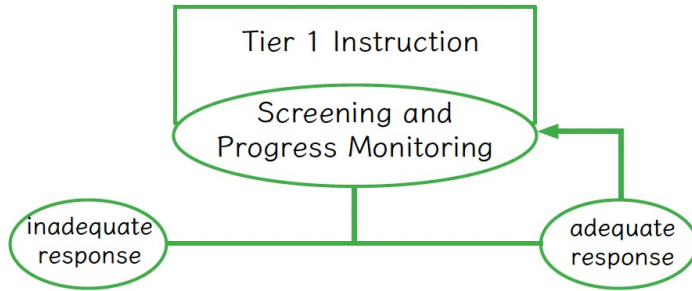 Tier 1 Instruction
Screening and
Progress Monitoring
inadequate
response
adequate
response